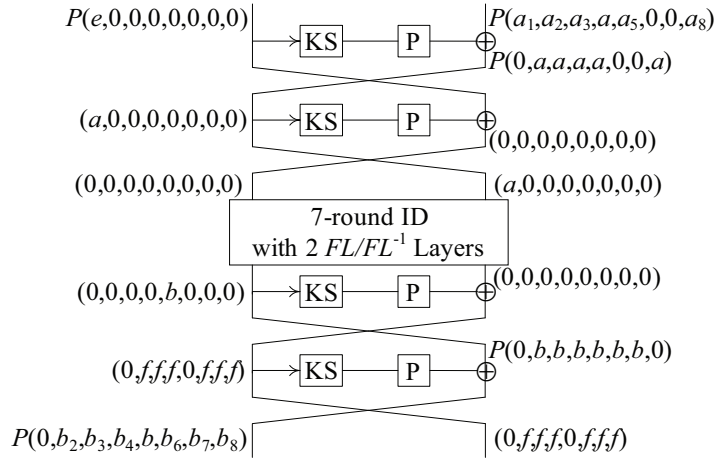 P(e,0,0,0,0,0,0,0) P(a₁,a₂,a₃,a,a₅,0,0,a₈)
KS P ⊕
P(0,a,a,a,a,0,0,a)
(a,0,0,0,0,0,0,0) KS P ⊕
(0,0,0,0,0,0,0,0)
(0,0,0,0,0,0,0,0) (a,0,0,0,0,0,0,0)
7-round ID
with 2 FL/FL⁻¹ Layers
(0,0,0,0,b,0,0,0) KS P ⊕ (0,0,0,0,0,0,0,0)
P(0,b,b,b,b,b,b,0)
(0,f,f,f,0,f,f,f) KS P ⊕
P(0,b₂,b₃,b₄,b,b₆,b₇,b₈) (0,f,f,f,0,f,f,f)